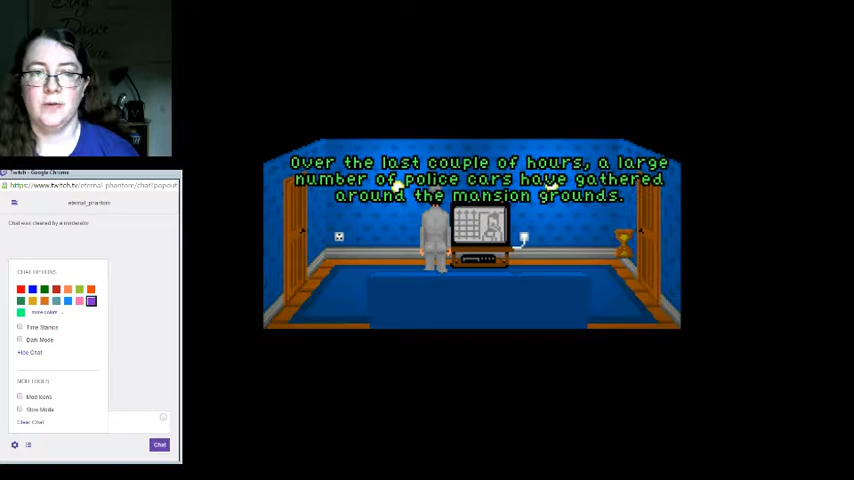 Twitch - Google Chrome
https://www.twitch.tv/eternal_phantom/chat?popout
eternal_phantom
Chat was cleared by a moderator
CHAT OPTIONS
more colors
Time Stamps
Dark Mode
Hide Chat
MOD TOOLS
Mod Icons
Slow Mode
Clear Chat
Chat
Over the last couple of hours, a large
number of police cars have gathered
around the mansion grounds.